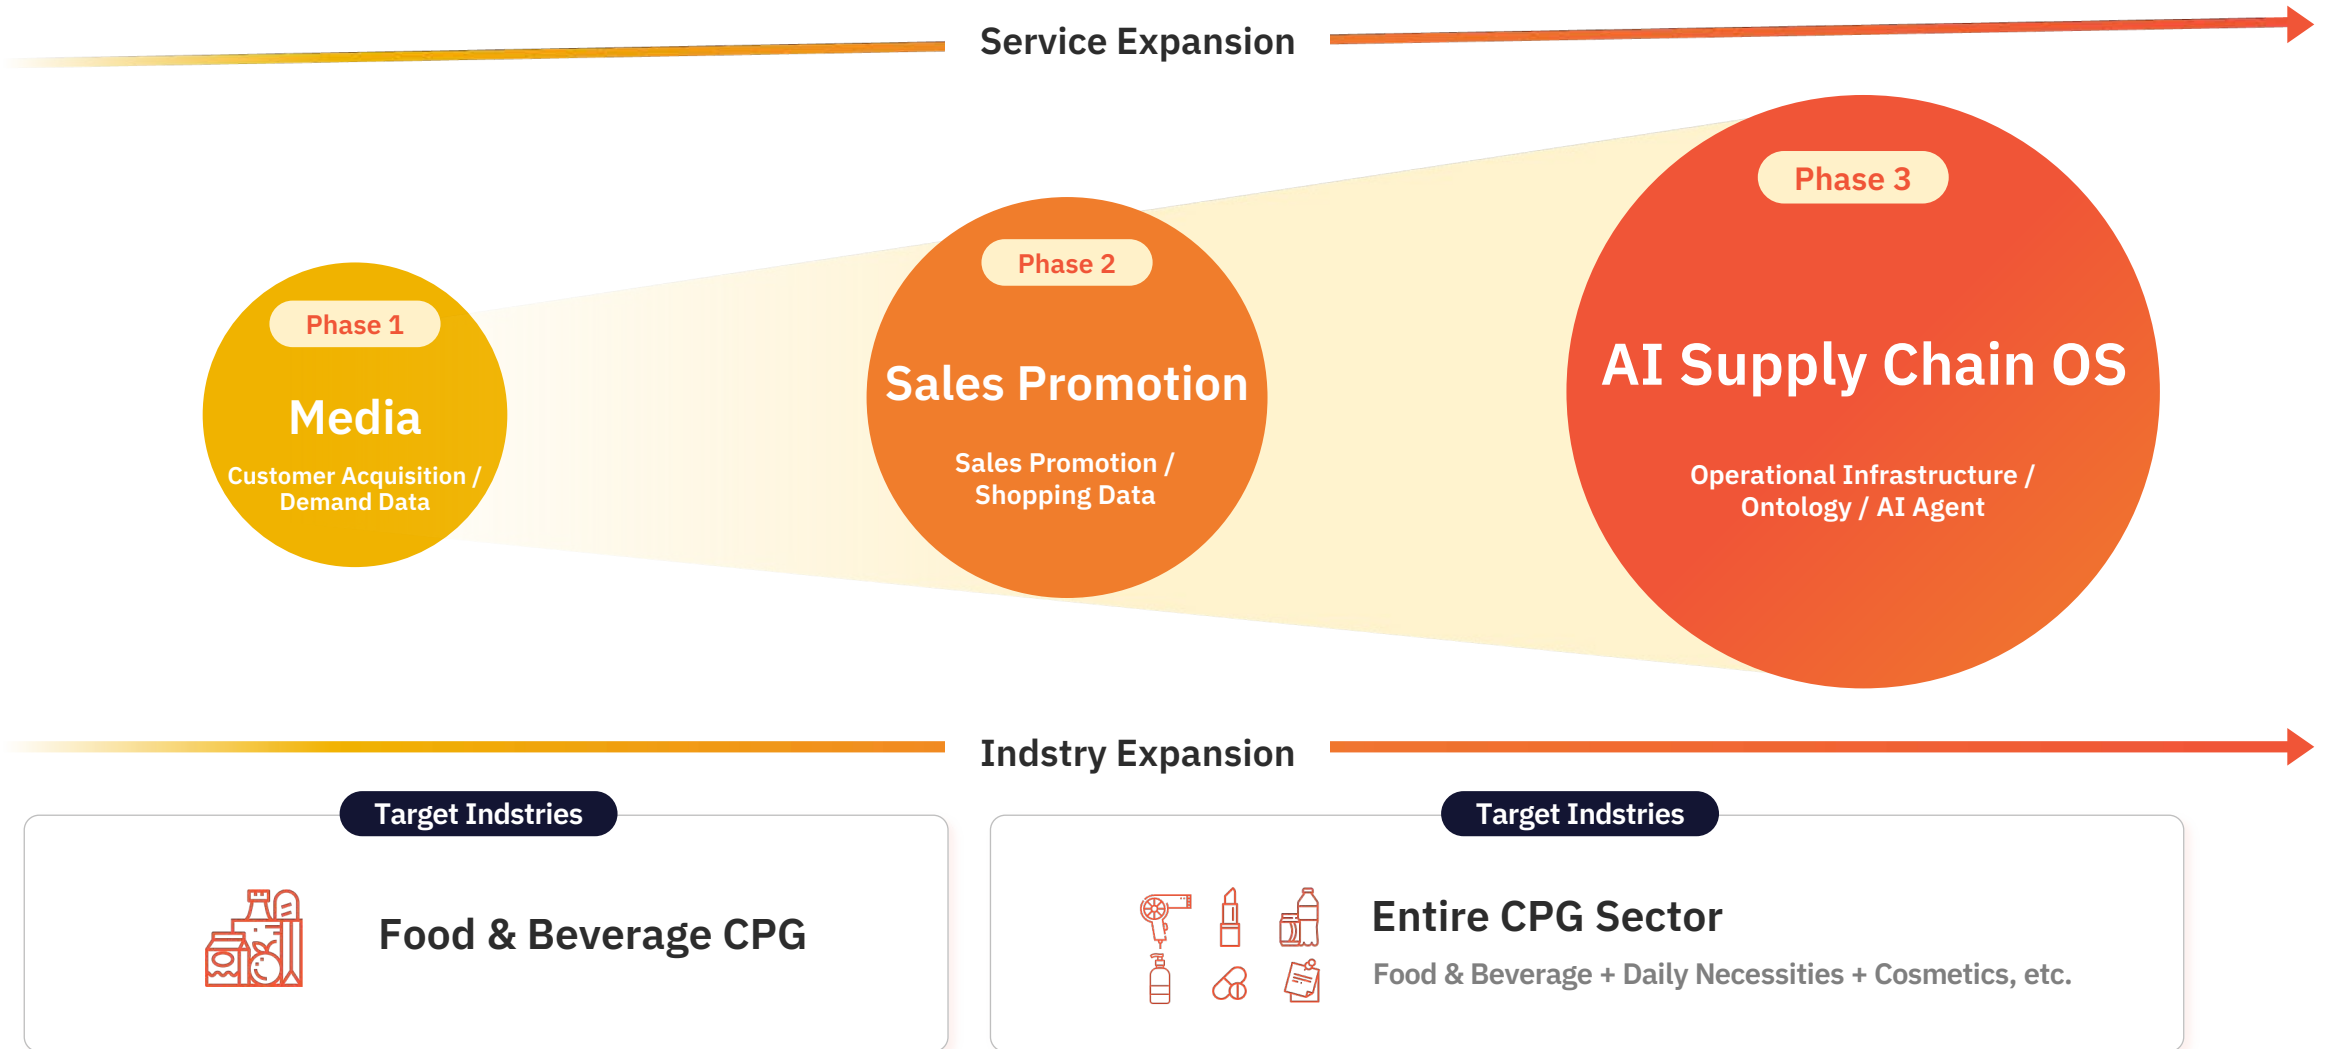 Service Expansion
Phase 1
Media
Customer Acquisition /
Demand Data
Phase 2
Sales Promotion
Sales Promotion /
Shopping Data
Phase 3
AI Supply Chain OS
Operational Infrastructure /
Ontology / AI Agent
Indstry Expansion
Target Indstries
Food & Beverage CPG
Target Indstries
Entire CPG Sector
Food & Beverage + Daily Necessities + Cosmetics, etc.